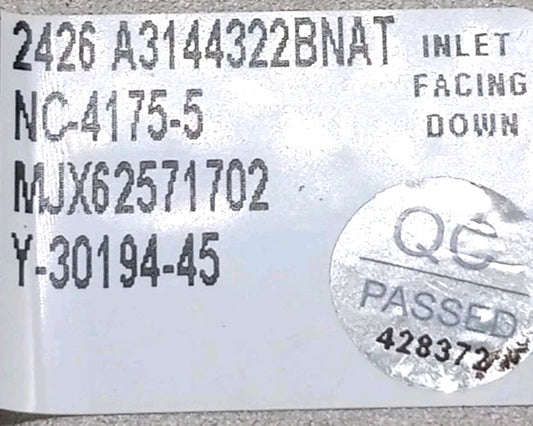 2426 A3144322BNAT
NC-4175-5
MJX62571702
Y-30194-45
INLET
FACING
DOWN
QC
PASSED
428372